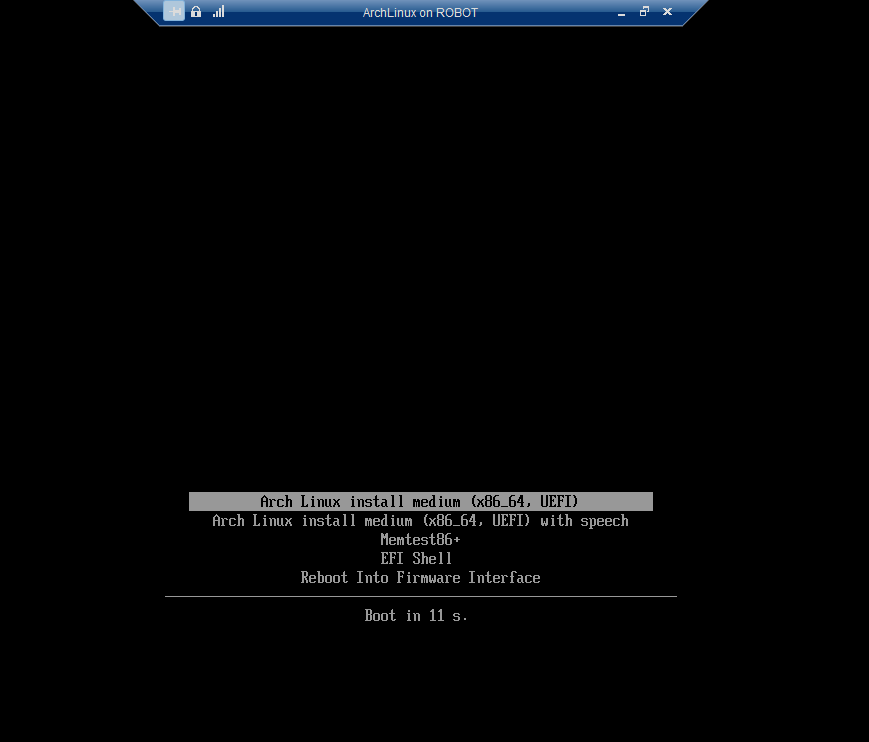 ArchLinux on ROBOT
Arch Linux install medium (x86_64, UEFI)
Arch Linux install medium (x86_64, UEFI) with speech
Memtest86+
EFI Shell
Reboot Into Firmware Interface
Boot in 11 s.